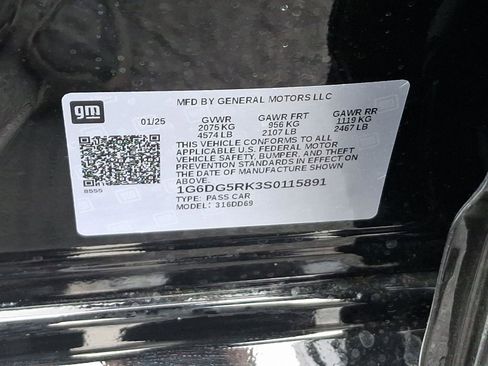 gm
MFD BY GENERAL MOTORS LLC
01/25 GVWR GAWR FRT GAWR RR
2075 KG 956 KG 1119 KG
4574 LB 2107 LB 2467 LB
THIS VEHICLE CONFORMS TO ALL
APPLICABLE U.S. FEDERAL MOTOR
VEHICLE SAFETY, BUMPER, AND THEFT
PREVENTION STANDARDS IN EFFECT ON
THE DATE OF MANUFACTURE SHOWN
ABOVE.
8555
1G6DG5RK3S0115891
TYPE: PASS CAR
MODEL: 316DD69